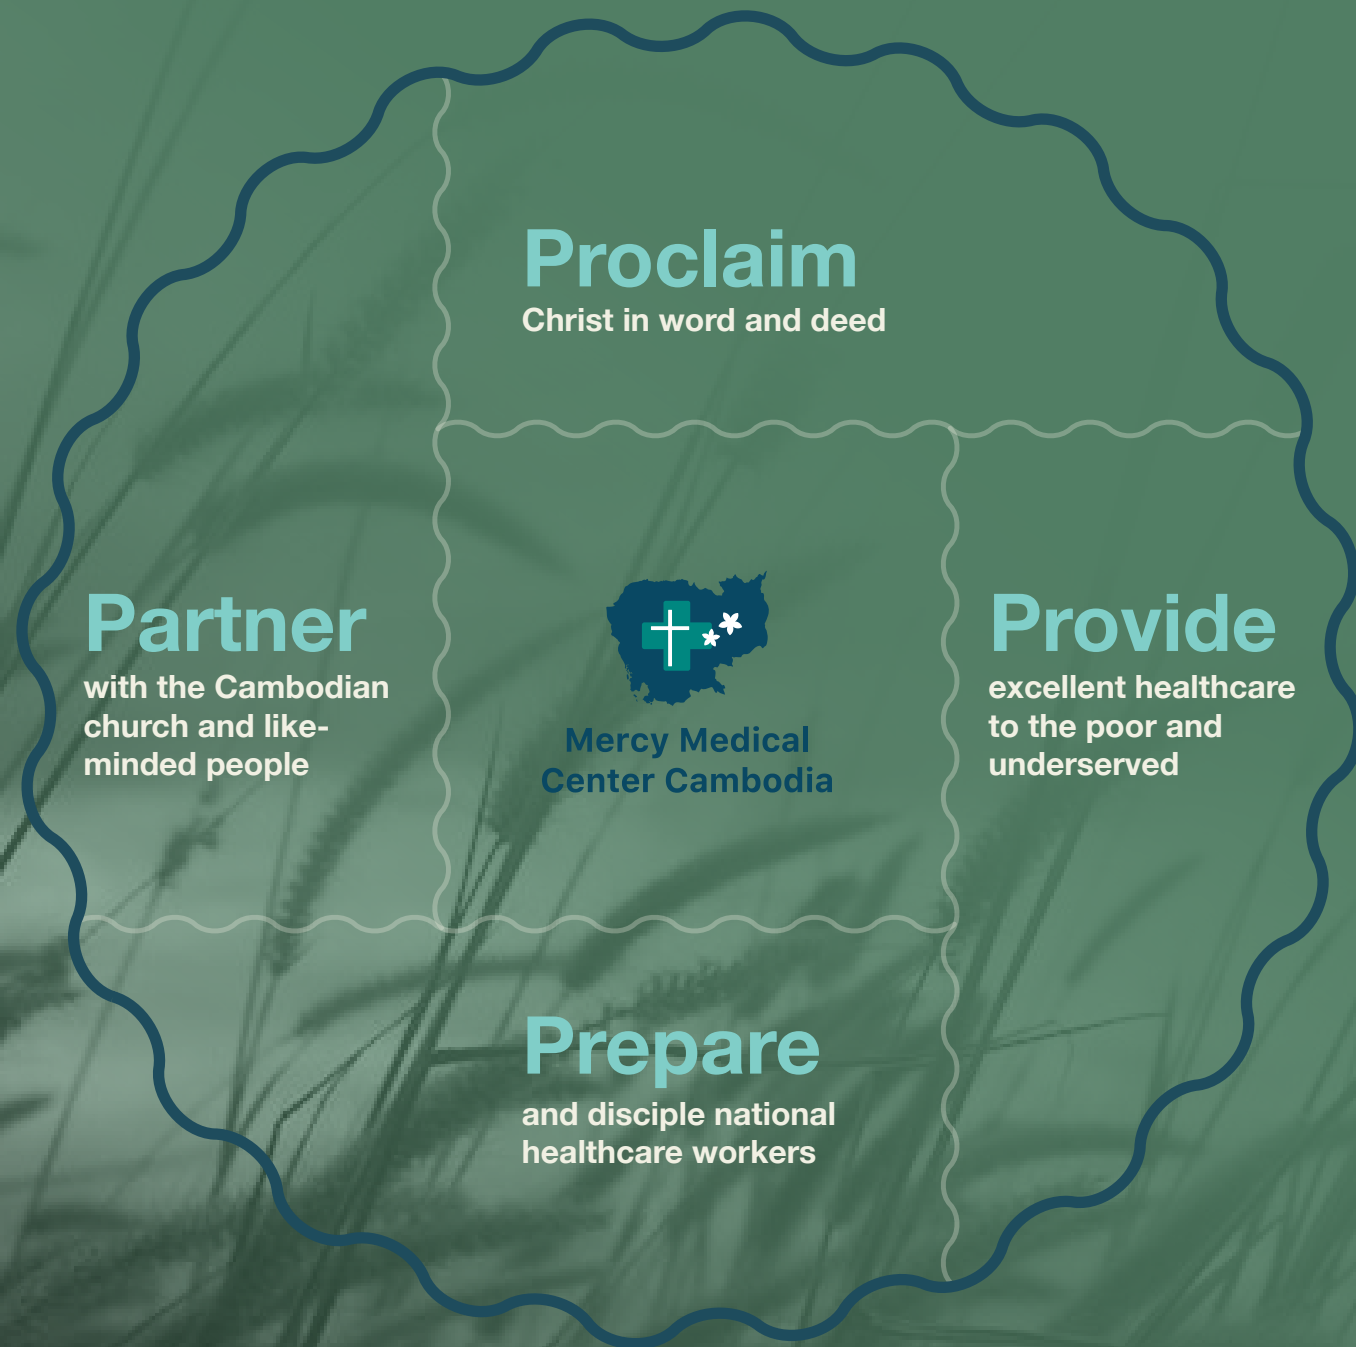 Proclaim
Christ in word and deed
Partner
with the Cambodian
church and like-
minded people
Mercy Medical
Center Cambodia
Provide
excellent healthcare
to the poor and
underserved
Prepare
and disciple national
healthcare workers